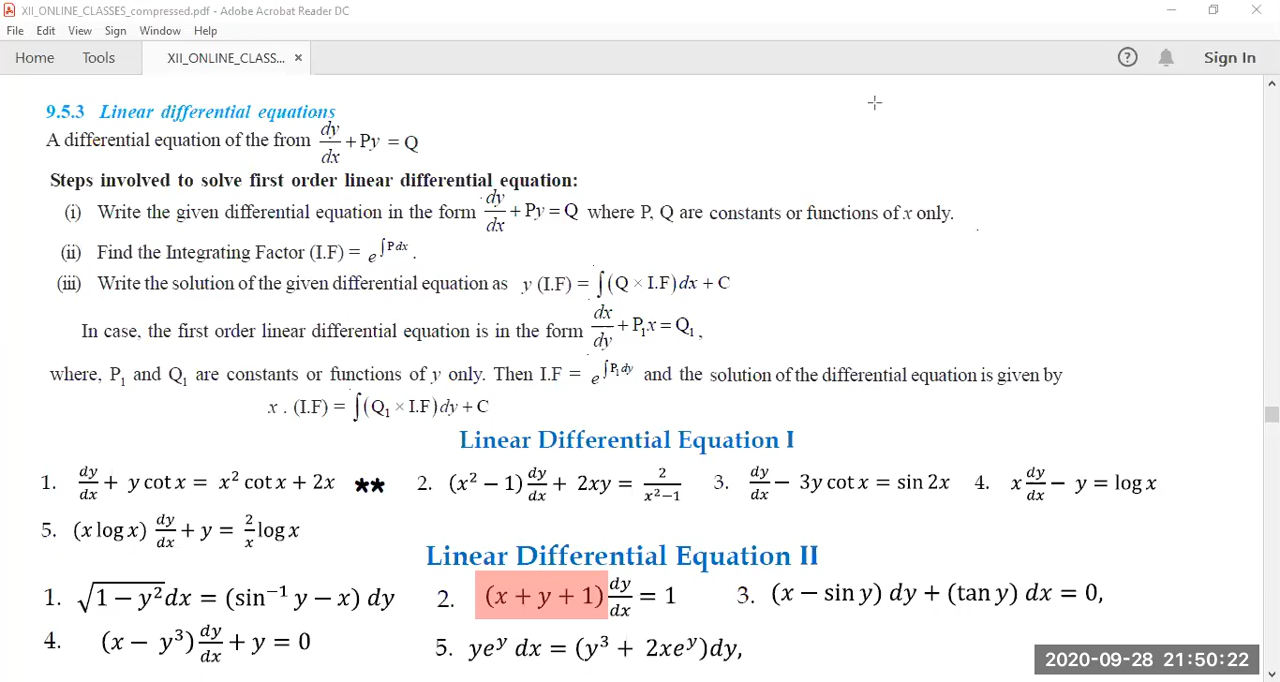 XII_ONLINE_CLASSES_compressed.pdf - Adobe Acrobat Reader DC
File Edit View Sign Window Help
Home Tools XII_ONLINE_CLASS... × Sign In
9.5.3 Linear differential equations
A differential equation of the from dy/dx + Py = Q
Steps involved to solve first order linear differential equation:
(i) Write the given differential equation in the form dy/dx + Py = Q where P, Q are constants or functions of x only.
(ii) Find the Integrating Factor (I.F) = e^∫P dx.
(iii) Write the solution of the given differential equation as y (I.F) = ∫(Q × I.F)dx + C
In case, the first order linear differential equation is in the form dx/dy + P₁x = Q₁,
where, P₁ and Q₁ are constants or functions of y only. Then I.F = e^∫P₁ dy and the solution of the differential equation is given by
x . (I.F) = ∫(Q₁ × I.F)dy + C
Linear Differential Equation I
1. dy/dx + y cot x = x² cot x + 2x ** 2. (x² − 1) dy/dx + 2xy = 2/(x²−1) 3. dy/dx − 3y cot x = sin 2x 4. x dy/dx − y = log x
5. (x log x) dy/dx + y = 2/x log x
Linear Differential Equation II
1. √(1 − y²)dx = (sin⁻¹ y − x) dy 2. (x + y + 1) dy/dx = 1 3. (x − sin y) dy + (tan y) dx = 0,
4. (x − y³) dy/dx + y = 0 5. yeʸ dx = (y³ + 2xeʸ)dy,
2020-09-28 21:50:22